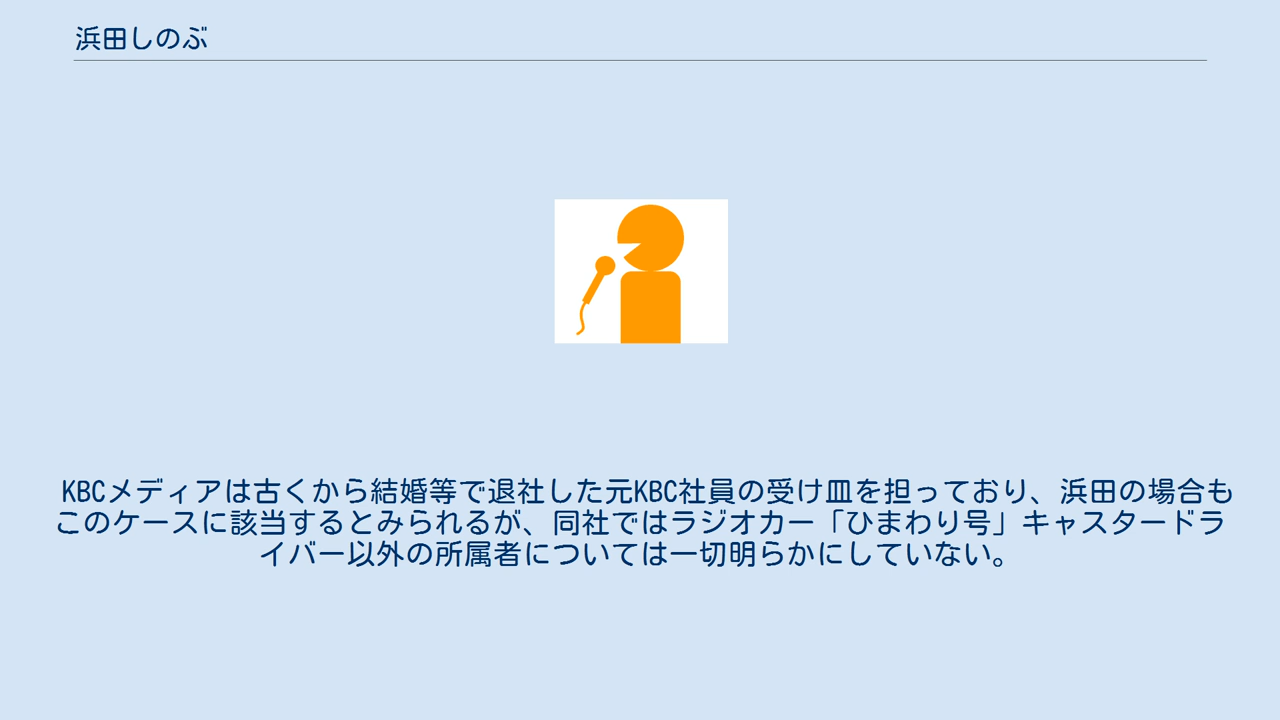 浜田しのぶ
KBCメディアは古くから結婚等で退社した元KBC社員の受け皿を担っており、浜田の場合も
このケースに該当するとみられるが、同社ではラジオカー「ひまわり号」キャスタードラ
イバー以外の所属者については一切明らかにしていない。